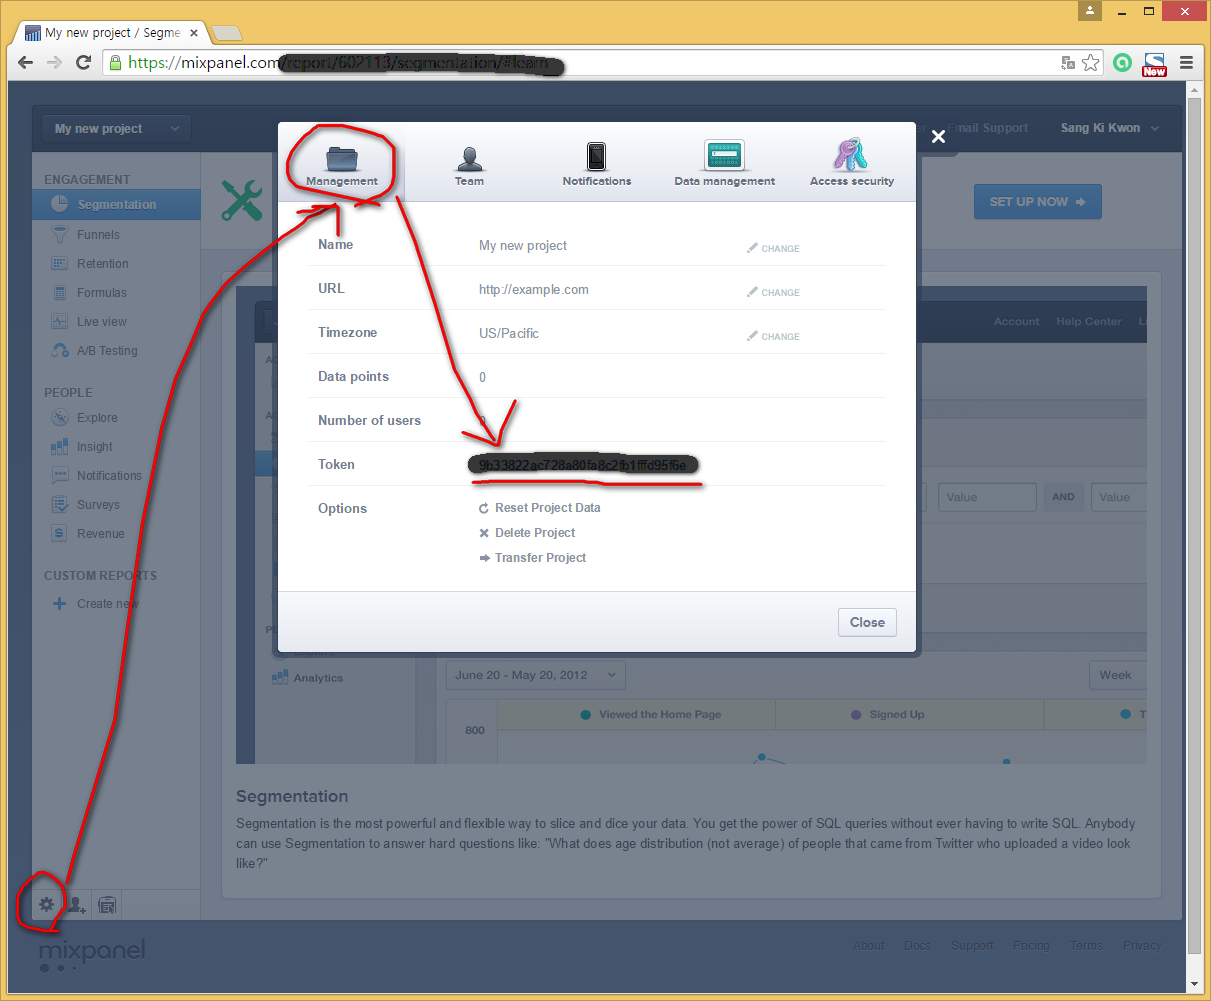 My new project / Segme
https://mixpanel.com
New
My new project
Email Support
Sang Ki Kwon
Management
Team
Notifications
Data management
Access security
ENGAGEMENT
Segmentation
Funnels
Retention
Formulas
Live view
A/B Testing
PEOPLE
Explore
Insight
Notifications
Surveys
Revenue
CUSTOM REPORTS
Create new
SET UP NOW
Name My new project CHANGE
URL http://example.com CHANGE
Timezone US/Pacific CHANGE
Data points 0
Number of users 0
Token
Options Reset Project Data
Delete Project
Transfer Project
Close
Account Help Center
Value AND Value
Analytics
June 20 - May 20, 2012 Week
Viewed the Home Page Signed Up T
800
Segmentation
Segmentation is the most powerful and flexible way to slice and dice your data. You get the power of SQL queries without ever having to write SQL. Anybody
can use Segmentation to answer hard questions like: "What does age distribution (not average) of people that came from Twitter who uploaded a video look
like?"
mixpanel
About Docs Support Pricing Terms Privacy